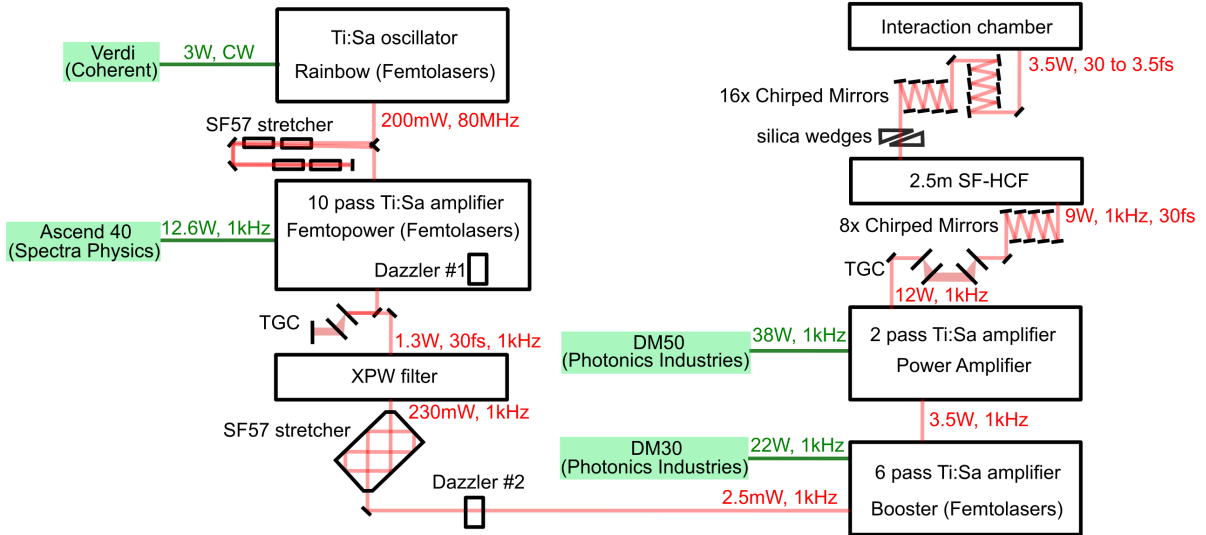 Verdi
(Coherent)
3W, CW
Ti:Sa oscillator
Rainbow (Femtolasers)
200mW, 80MHz
SF57 stretcher
Ascend 40
(Spectra Physics)
12.6W, 1kHz
10 pass Ti:Sa amplifier
Femtopower (Femtolasers)
Dazzler #1
TGC
1.3W, 30fs, 1kHz
XPW filter
230mW, 1kHz
SF57 stretcher
Dazzler #2
2.5mW, 1kHz
Interaction chamber
3.5W, 30 to 3.5fs
16x Chirped Mirrors
silica wedges
2.5m SF-HCF
8x Chirped Mirrors
9W, 1kHz, 30fs
TGC
12W, 1kHz
DM50
(Photonics Industries)
38W, 1kHz
2 pass Ti:Sa amplifier
Power Amplifier
3.5W, 1kHz
DM30
(Photonics Industries)
22W, 1kHz
6 pass Ti:Sa amplifier
Booster (Femtolasers)